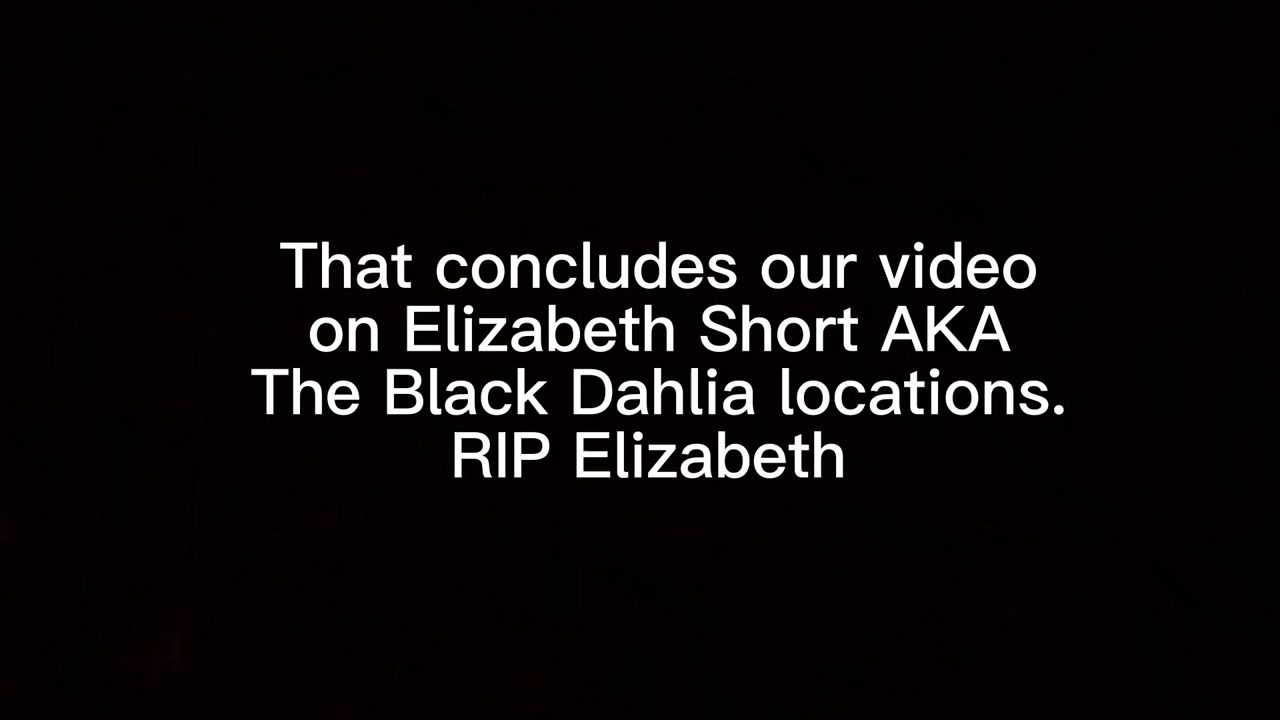 That concludes our video
on Elizabeth Short AKA
The Black Dahlia locations.
RIP Elizabeth